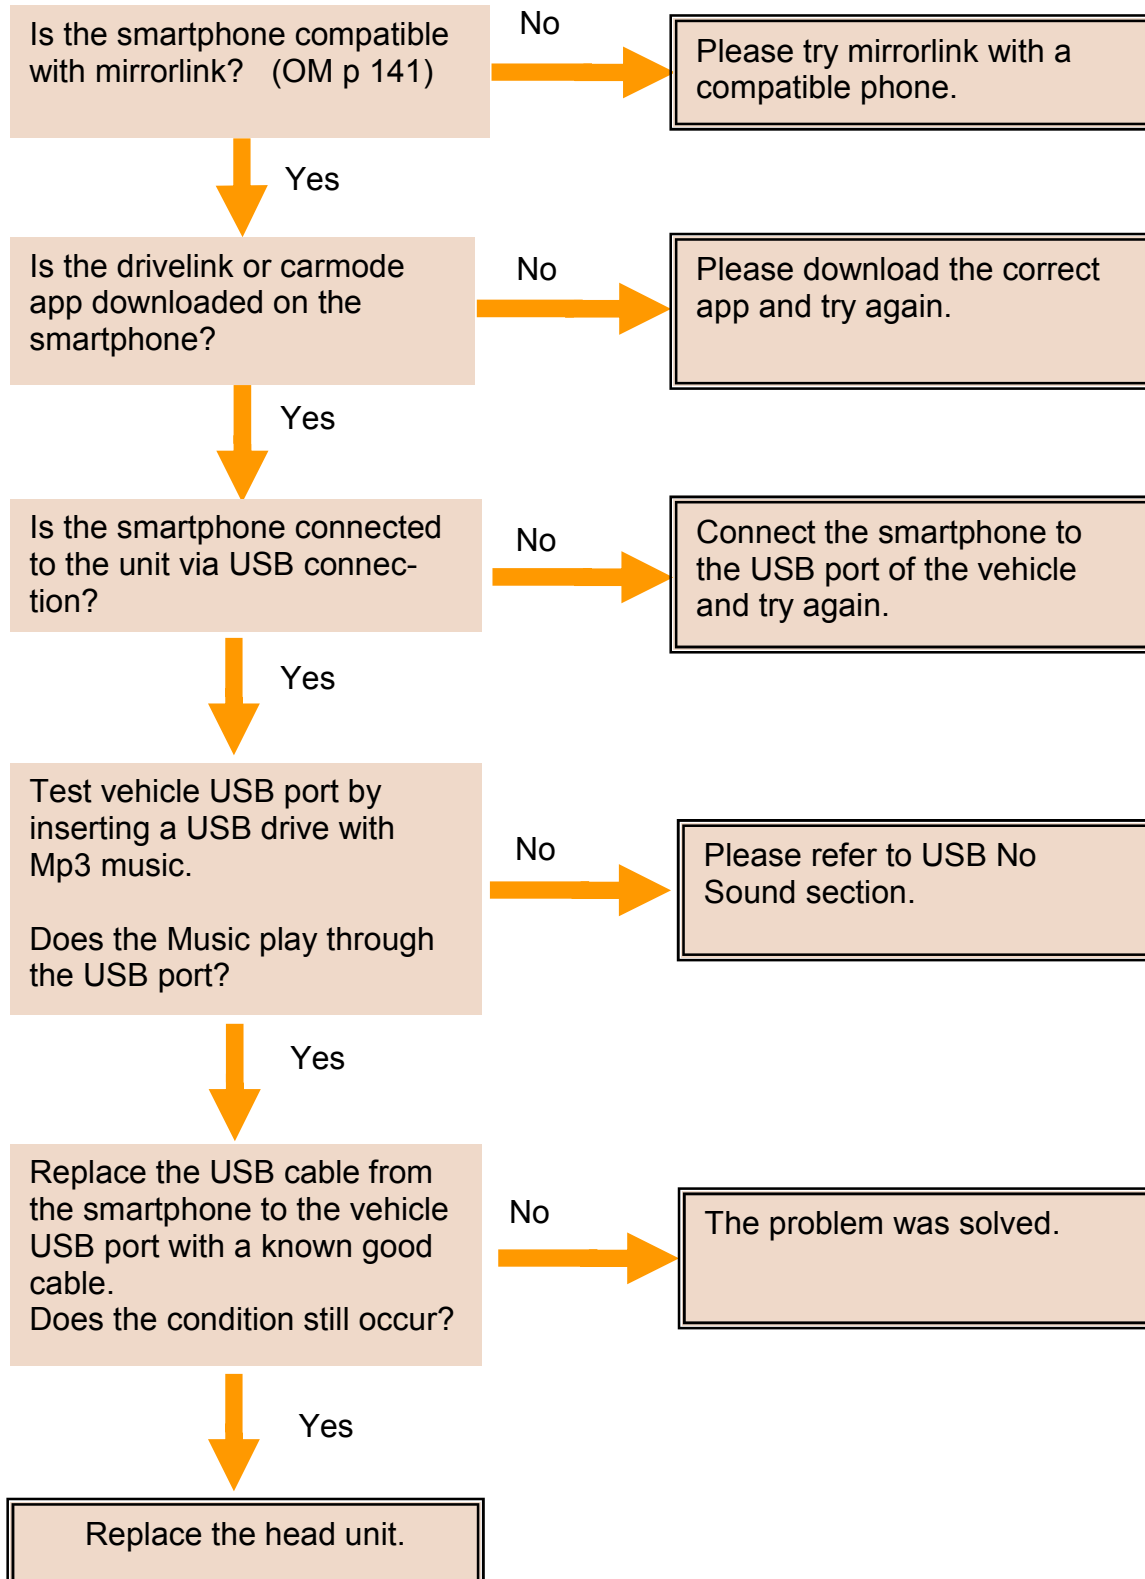 Is the smartphone compatible
with mirrorlink? (OM p 141)
No
Please try mirrorlink with a
compatible phone.
Yes
Is the drivelink or carmode
app downloaded on the
smartphone?
No
Please download the correct
app and try again.
Yes
Is the smartphone connected
to the unit via USB connec-
tion?
No
Connect the smartphone to
the USB port of the vehicle
and try again.
Yes
Test vehicle USB port by
inserting a USB drive with
Mp3 music.
Does the Music play through
the USB port?
No
Please refer to USB No
Sound section.
Yes
Replace the USB cable from
the smartphone to the vehicle
USB port with a known good
cable.
Does the condition still occur?
No
The problem was solved.
Yes
Replace the head unit.